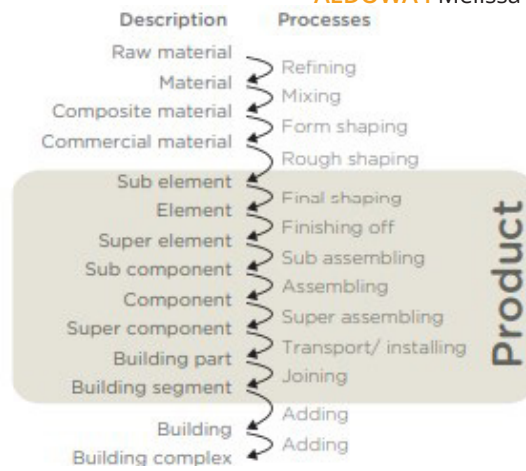 Melissa
Description Processes
Raw material
Refining
Material
Mixing
Composite material
Form shaping
Commercial material
Rough shaping
Sub element
Final shaping
Element
Finishing off
Super element
Sub assembling
Sub component
Assembling
Component
Super assembling
Super component
Transport/ installing
Building part
Joining
Building segment
Adding
Building
Adding
Building complex
Product